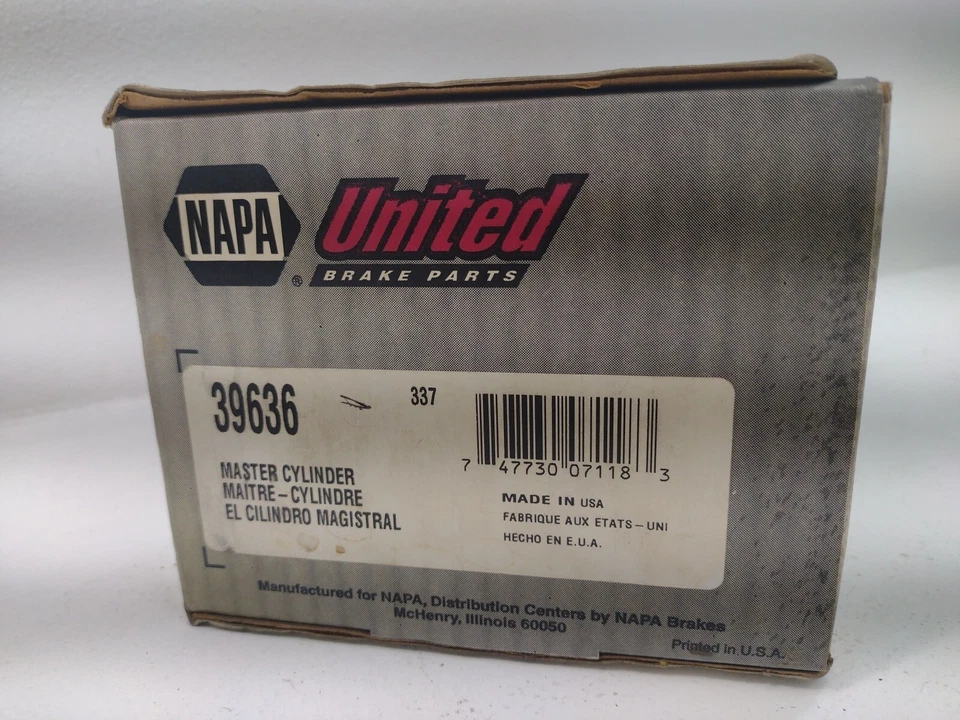 NAPA ®
United
BRAKE PARTS
39636
337
MASTER CYLINDER
MAITRE-CYLINDRE
EL CILINDRO MAGISTRAL
7 47730 07118 3
MADE IN USA
FABRIQUE AUX ETATS-UNI
HECHO EN E.U.A.
Manufactured for NAPA, Distribution Centers by NAPA Brakes
McHenry, Illinois 60050
Printed in U.S.A.